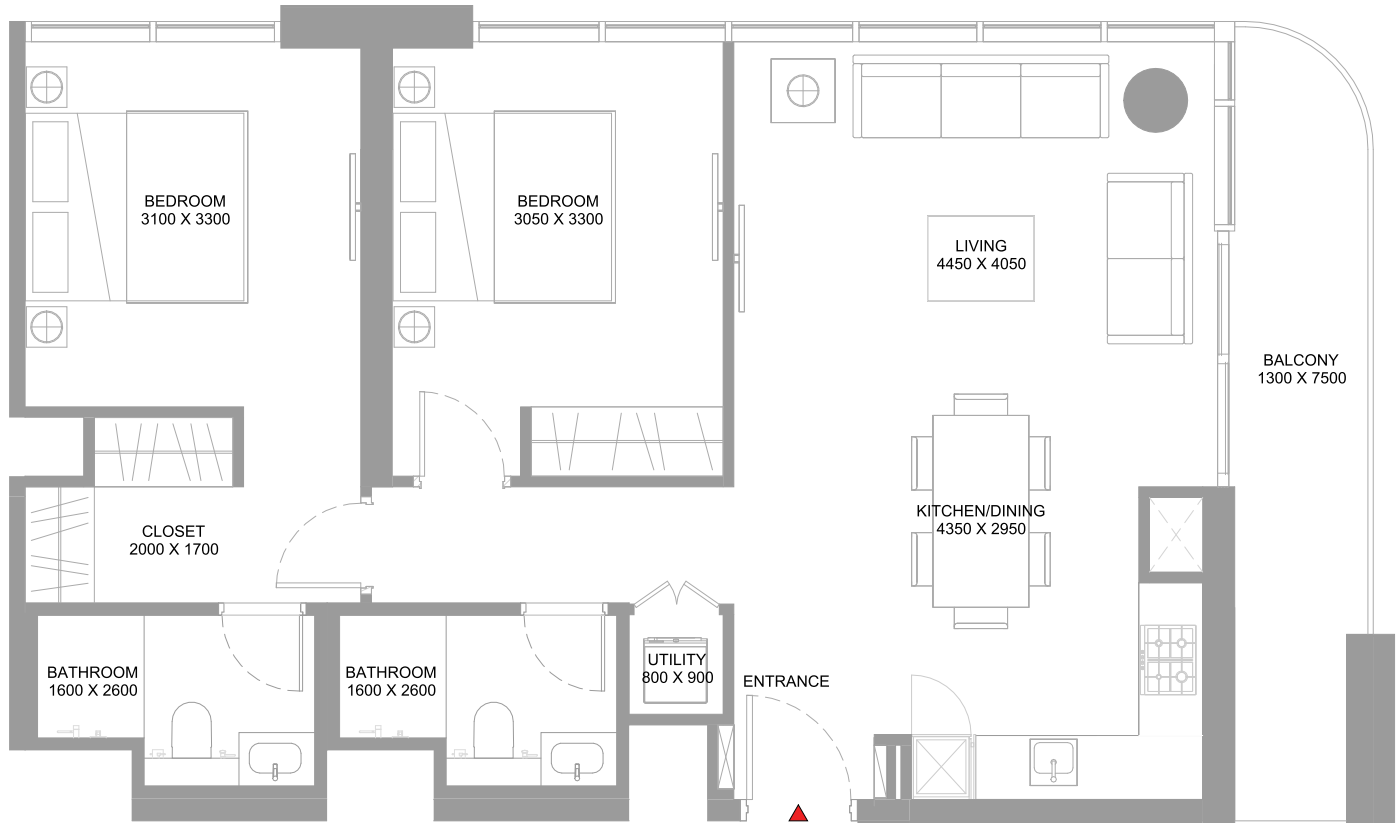 BEDROOM
3100 X 3300
BEDROOM
3050 X 3300
LIVING
4450 X 4050
BALCONY
1300 X 7500
CLOSET
2000 X 1700
KITCHEN/DINING
4350 X 2950
BATHROOM
1600 X 2600
BATHROOM
1600 X 2600
UTILITY
800 X 900
ENTRANCE